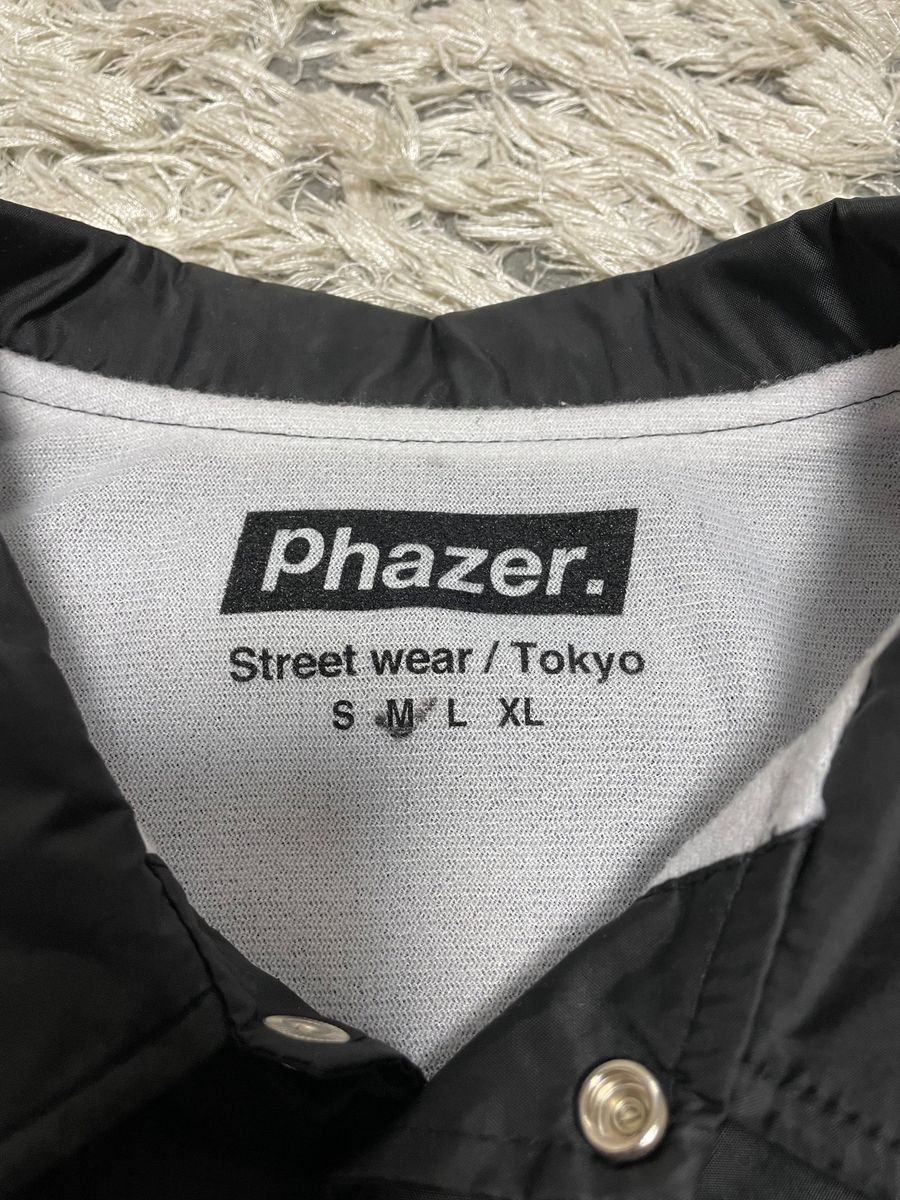 Phazer.
Street wear / Tokyo
S M L XL